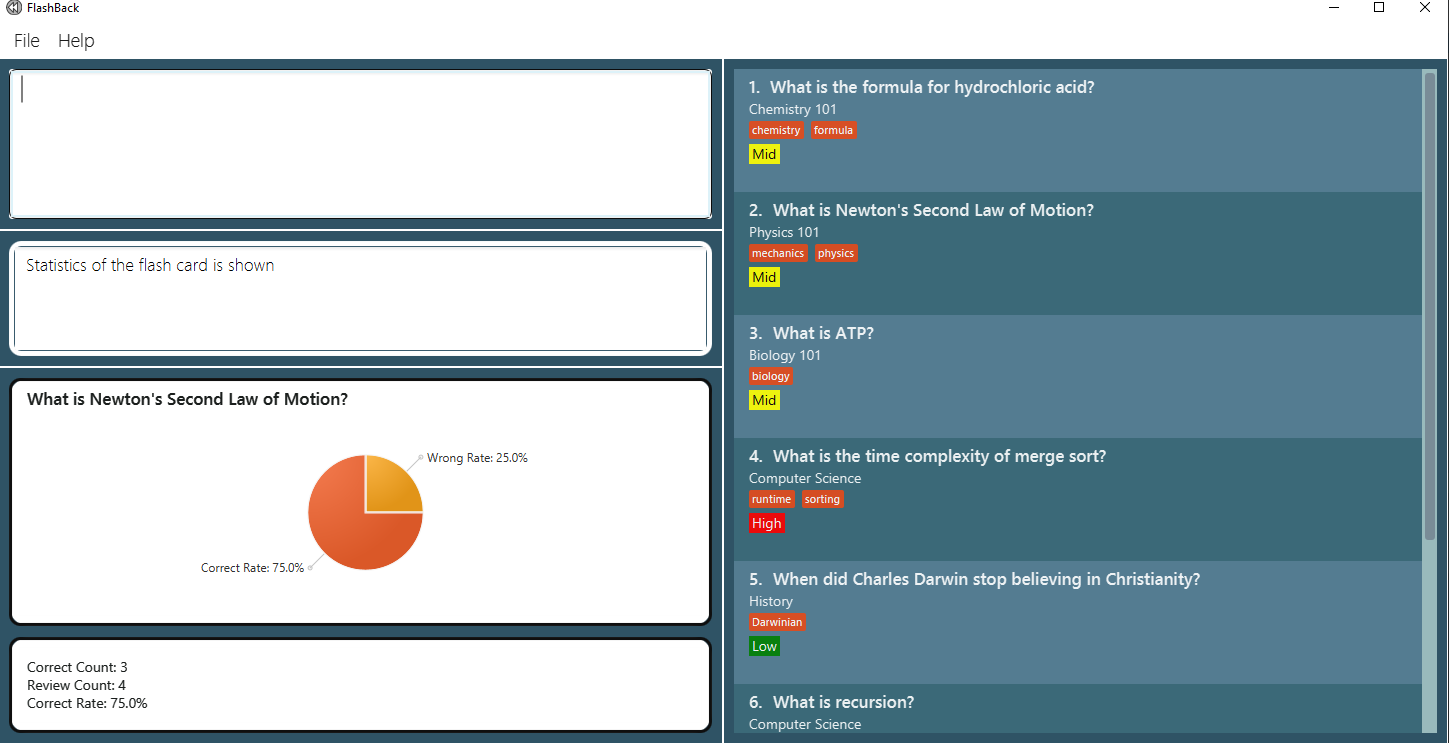 FlashBack
File Help
Statistics of the flash card is shown
What is Newton's Second Law of Motion?
Wrong Rate: 25.0%
Correct Rate: 75.0%
Correct Count: 3
Review Count: 4
Correct Rate: 75.0%
1. What is the formula for hydrochloric acid?
Chemistry 101
chemistry formula
Mid
2. What is Newton's Second Law of Motion?
Physics 101
mechanics physics
Mid
3. What is ATP?
Biology 101
biology
Mid
4. What is the time complexity of merge sort?
Computer Science
runtime sorting
High
5. When did Charles Darwin stop believing in Christianity?
History
Darwinian
Low
6. What is recursion?
Computer Science